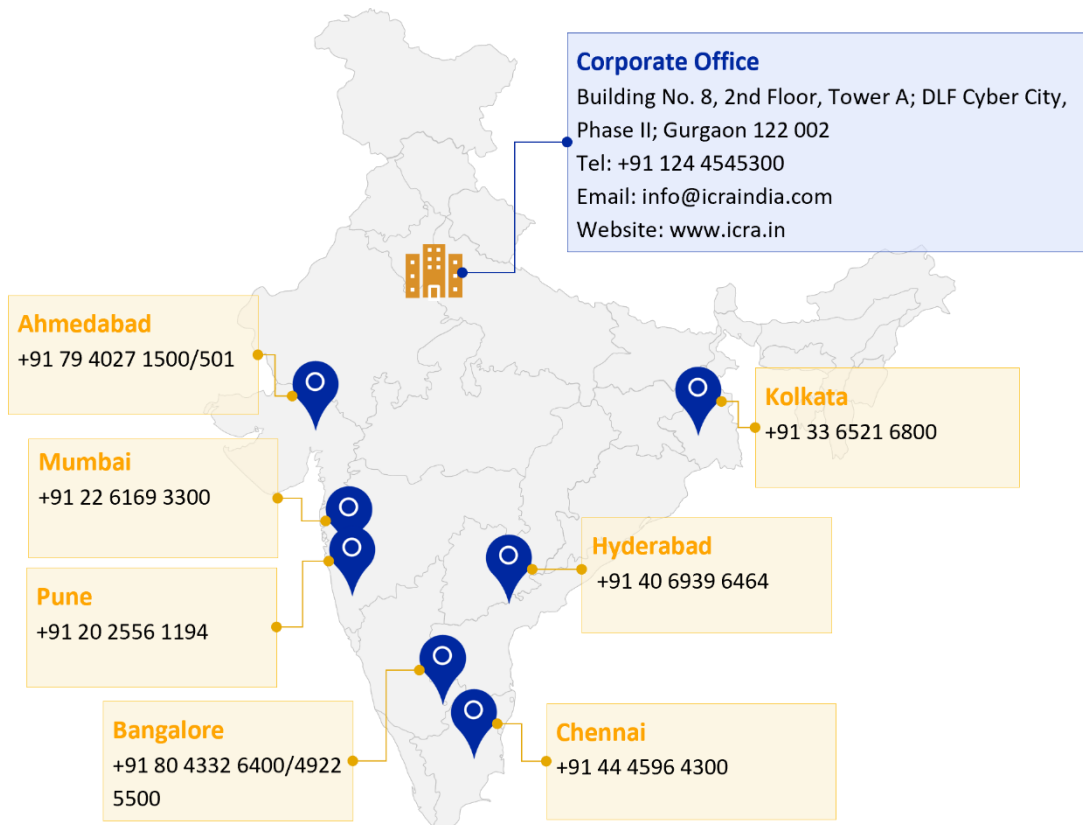 Corporate Office
Building No. 8, 2nd Floor, Tower A; DLF Cyber City,
Phase II; Gurgaon 122 002
Tel: +91 124 4545300
Email: info@icraindia.com
Website: www.icra.in
Ahmedabad
+91 79 4027 1500/501
Kolkata
+91 33 6521 6800
Mumbai
+91 22 6169 3300
Hyderabad
+91 40 6939 6464
Pune
+91 20 2556 1194
Bangalore
+91 80 4332 6400/4922
5500
Chennai
+91 44 4596 4300